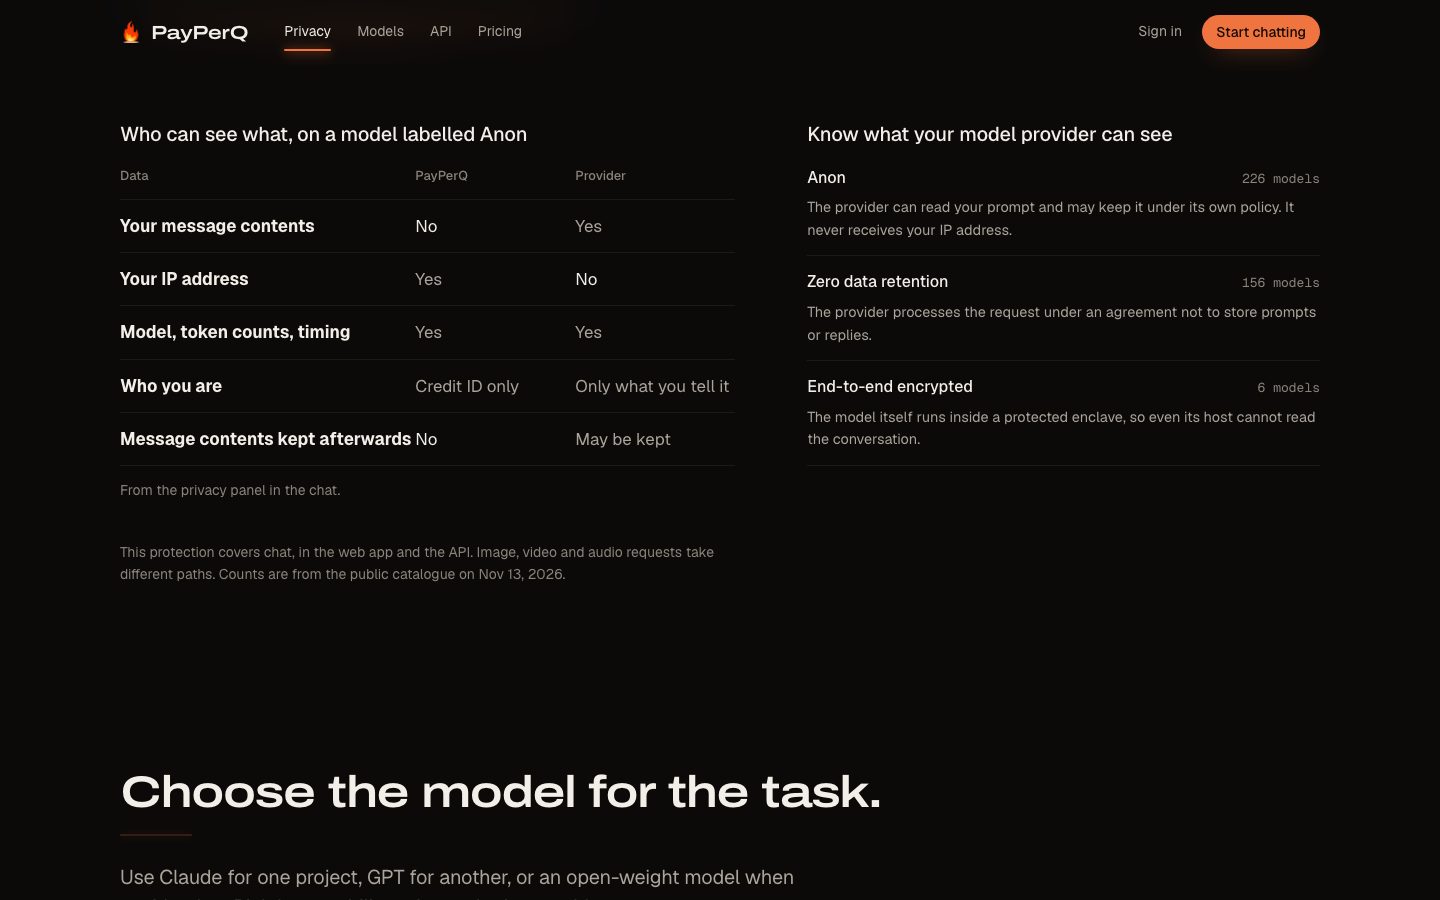 PayPerQ
Privacy
Models
API
Pricing
Sign in
Start chatting
Who can see what, on a model labelled Anon
Data PayPerQ Provider
Your message contents No Yes
Your IP address Yes No
Model, token counts, timing Yes Yes
Who you are Credit ID only Only what you tell it
Message contents kept afterwards No May be kept
From the privacy panel in the chat.
This protection covers chat, in the web app and the API. Image, video and audio requests take
different paths. Counts are from the public catalogue on Nov 13, 2026.
Know what your model provider can see
Anon 226 models
The provider can read your prompt and may keep it under its own policy. It
never receives your IP address.
Zero data retention 156 models
The provider processes the request under an agreement not to store prompts
or replies.
End-to-end encrypted 6 models
The model itself runs inside a protected enclave, so even its host cannot read
the conversation.
Choose the model for the task.
Use Claude for one project, GPT for another, or an open-weight model when